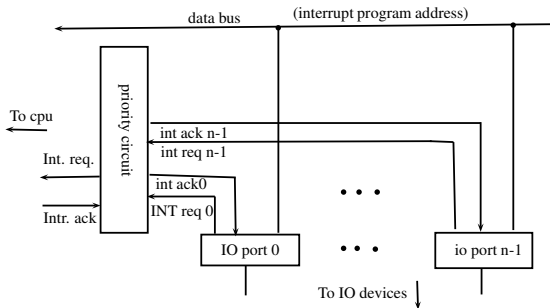 data bus
(interrupt program address)
priority circuit
To cpu
int ack n-1
int req n-1
Int. req.
int ack0
Intr. ack
INT req 0
IO port 0
io port n-1
To IO devices